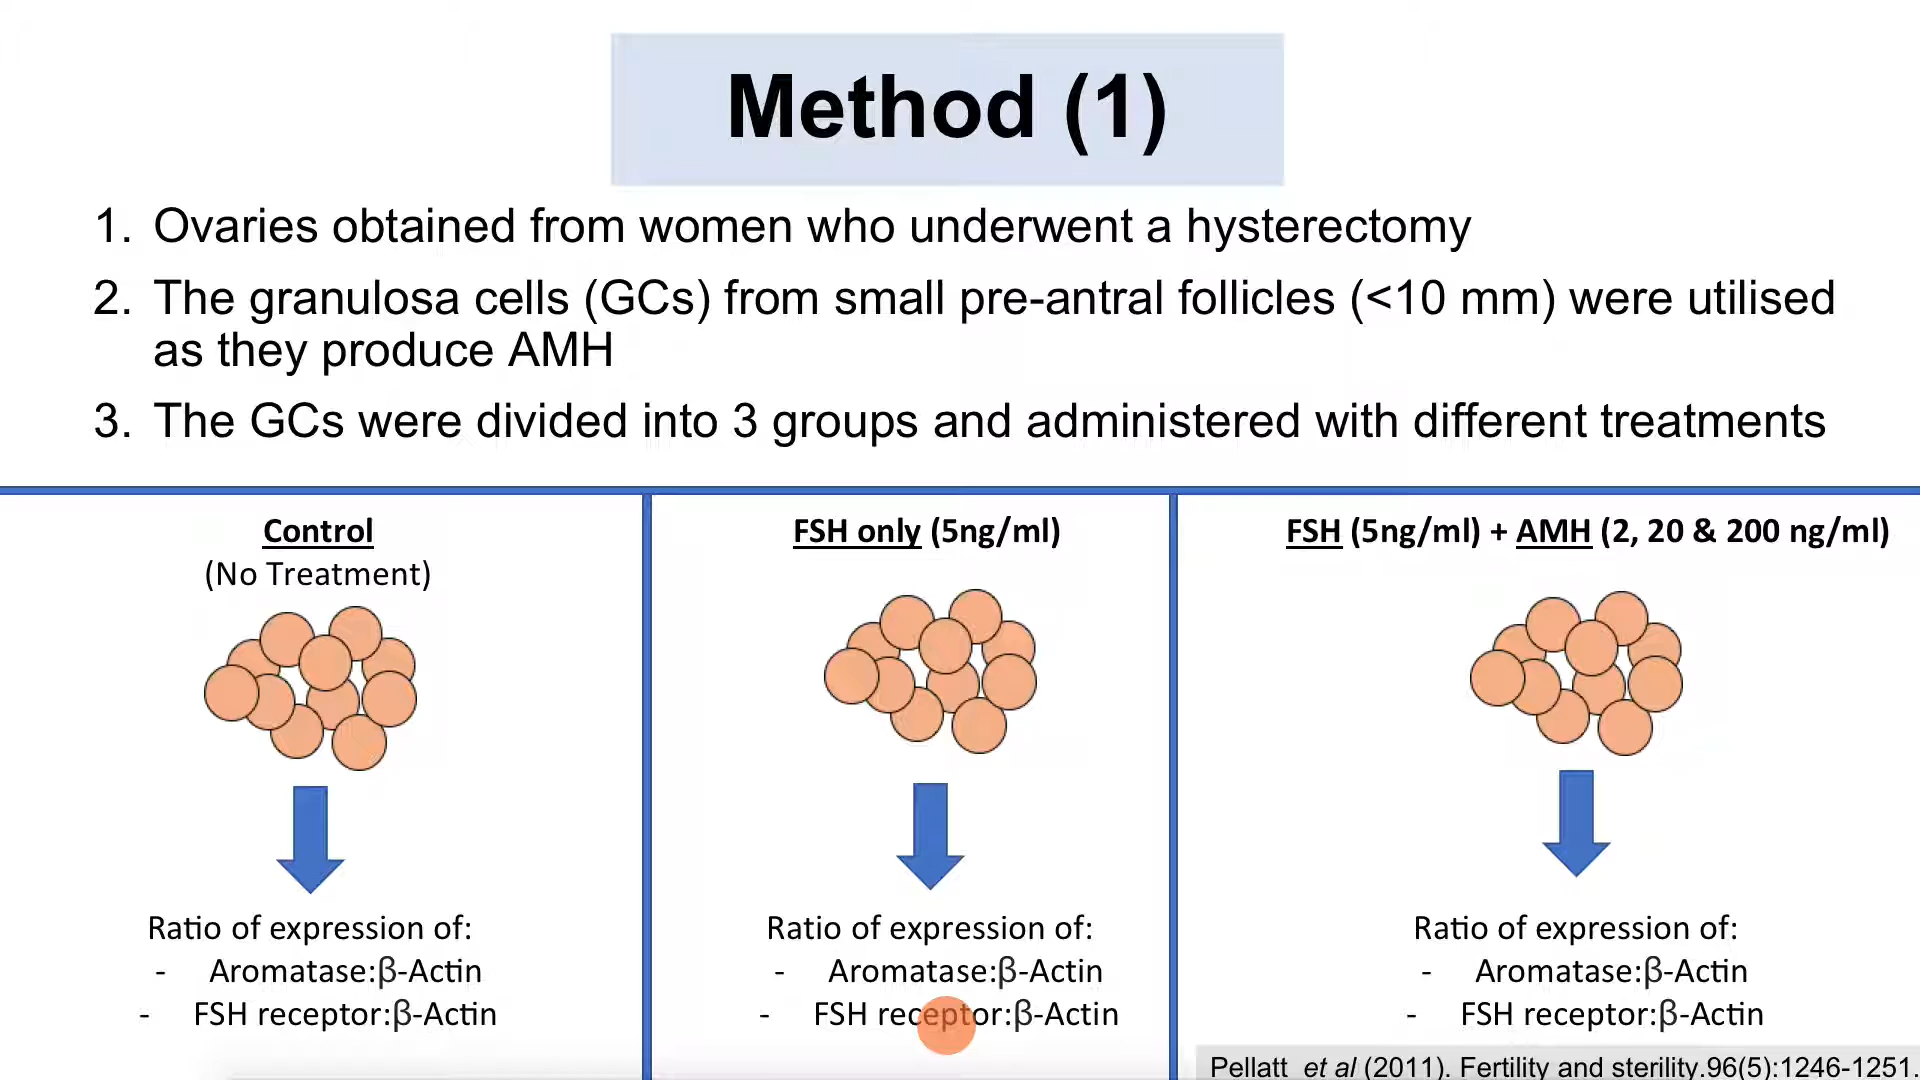 Method (1)
1. Ovaries obtained from women who underwent a hysterectomy
2. The granulosa cells (GCs) from small pre-antral follicles (<10 mm) were utilised
as they produce AMH
3. The GCs were divided into 3 groups and administered with different treatments
Control
(No Treatment)
Ratio of expression of:
- Aromatase:β-Actin
- FSH receptor:β-Actin
FSH only (5ng/ml)
Ratio of expression of:
- Aromatase:β-Actin
- FSH receptor:β-Actin
FSH (5ng/ml) + AMH (2, 20 & 200 ng/ml)
Ratio of expression of:
- Aromatase:β-Actin
- FSH receptor:β-Actin
Pellatt et al (2011). Fertility and sterility.96(5):1246-1251.